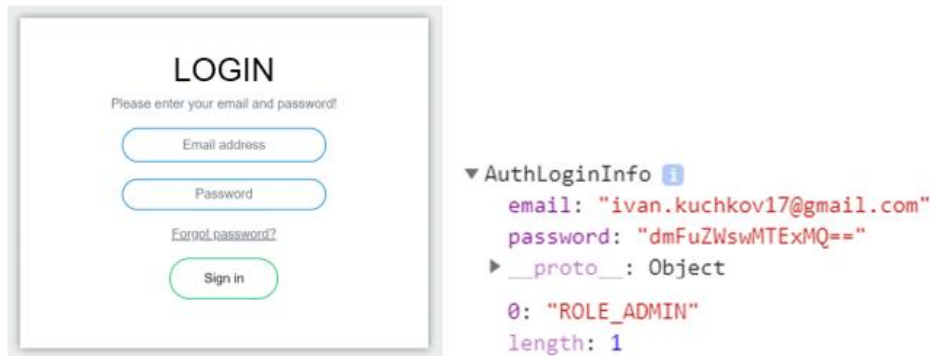 LOGIN
Please enter your email and password!
Email address
Password
Forgot password?
Sign in
▼ AuthLoginInfo i
email: "ivan.kuchkov17@gmail.com"
password: "dmFuZWswMTExMQ=="
▶ __proto__: Object
0: "ROLE_ADMIN"
length: 1